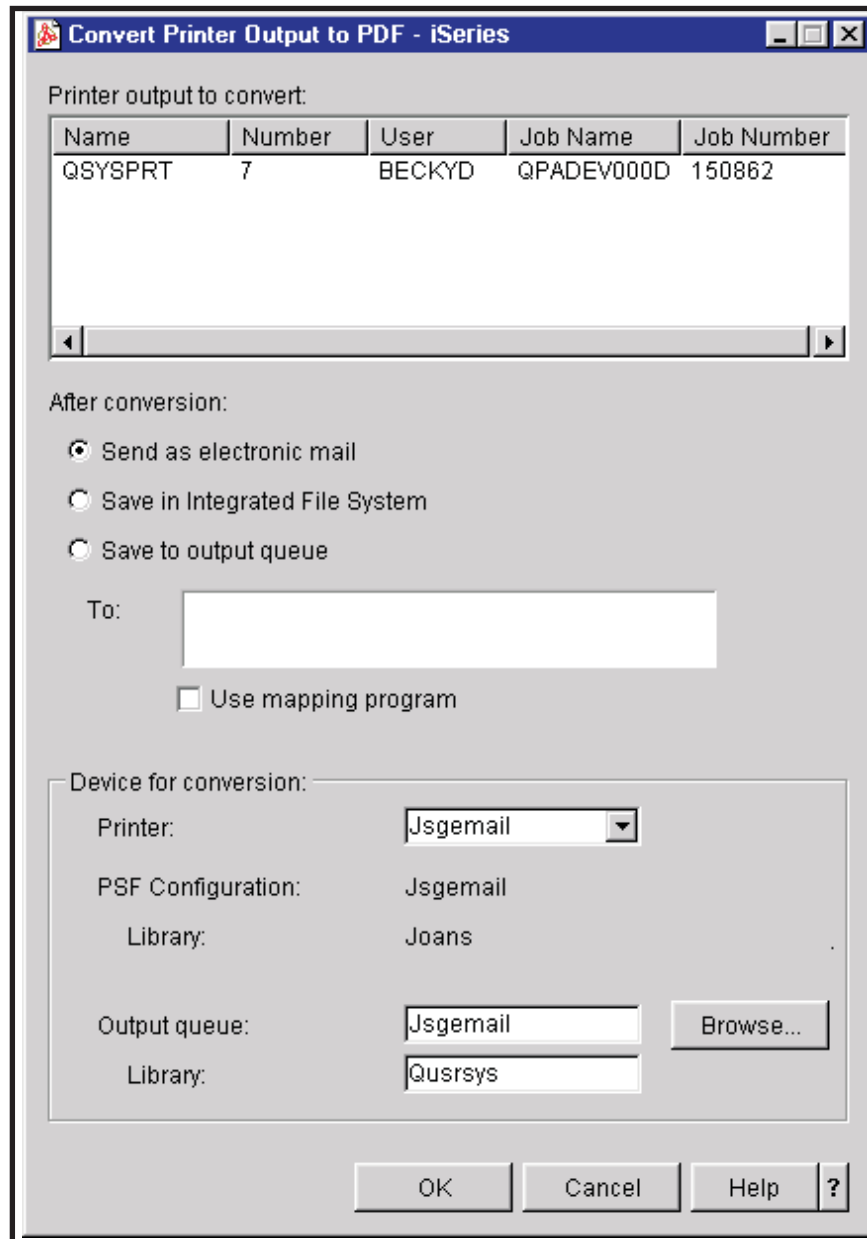 Convert Printer Output to PDF - iSeries
Printer output to convert:
Name Number User Job Name Job Number
QSYSPRT 7 BECKYD QPADEV000D 150862
After conversion:
Send as electronic mail
Save in Integrated File System
Save to output queue
To:
Use mapping program
Device for conversion:
Printer: Jsgemail
PSF Configuration: Jsgemail
Library: Joans
Output queue: Jsgemail Browse...
Library: Qusrsys
OK Cancel Help ?